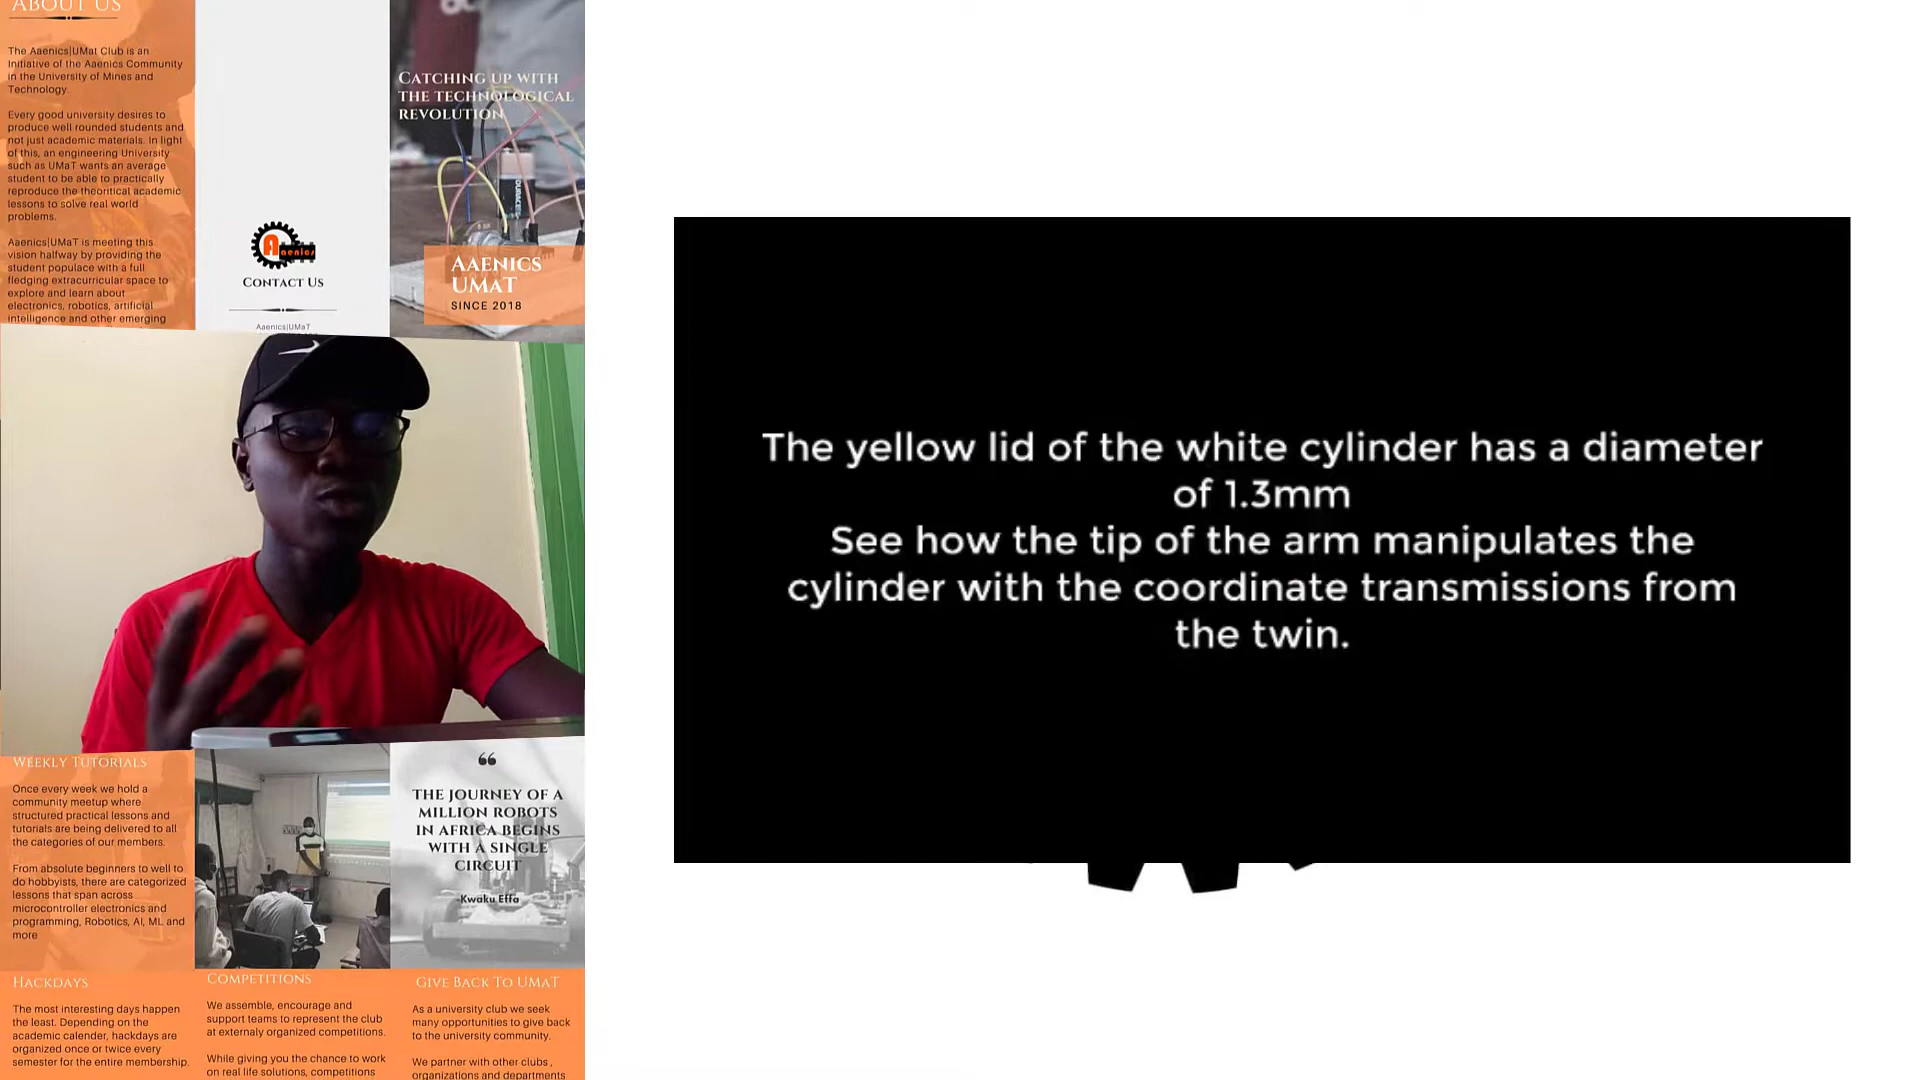 ABOUT US
The Aaenics|UMat Club is an
Initiative of the Aaenics Community
in the University of Mines and
Technology.
Every good university desires to
produce well rounded students and
not just academic materials. In light
of this, an engineering University
such as UMaT wants an average
student to be able to practically
reproduce the theoritical academic
lessons to solve real world
problems.
Aaenics|UMaT is meeting this
vision halfway by providing the
student populace with a full
fledging extracurricular space to
explore and learn about
electronics, robotics, artificial
intelligence and other emerging
Aaenics
CONTACT US
Aaenics|UMaT
CATCHING UP WITH
THE TECHNOLOGICAL
REVOLUTION
DURACELL
AAENICS
UMAT
SINCE 2018
The yellow lid of the white cylinder has a diameter
of 1.3mm
See how the tip of the arm manipulates the
cylinder with the coordinate transmissions from
the twin.
WEEKLY TUTORIALS
Once every week we hold a
community meetup where
structured practical lessons and
tutorials are being delivered to all
the categories of our members.
From absolute beginners to well to
do hobbyists, there are categorized
lessons that span across
microcontroller electronics and
programming, Robotics, AI, ML and
more
“
THE JOURNEY OF A
MILLION ROBOTS
IN AFRICA BEGINS
WITH A SINGLE
CIRCUIT
-Kwaku Effa
HACKDAYS
The most interesting days happen
the least. Depending on the
academic calender, hackdays are
organized once or twice every
semester for the entire membership.
COMPETITIONS
We assemble, encourage and
support teams to represent the club
at externaly organized competitions.
While giving you the chance to work
on real life solutions, competitions
GIVE BACK TO UMAT
As a university club we seek
many opportunities to give back
to the university community.
We partner with other clubs,
organizations and departments